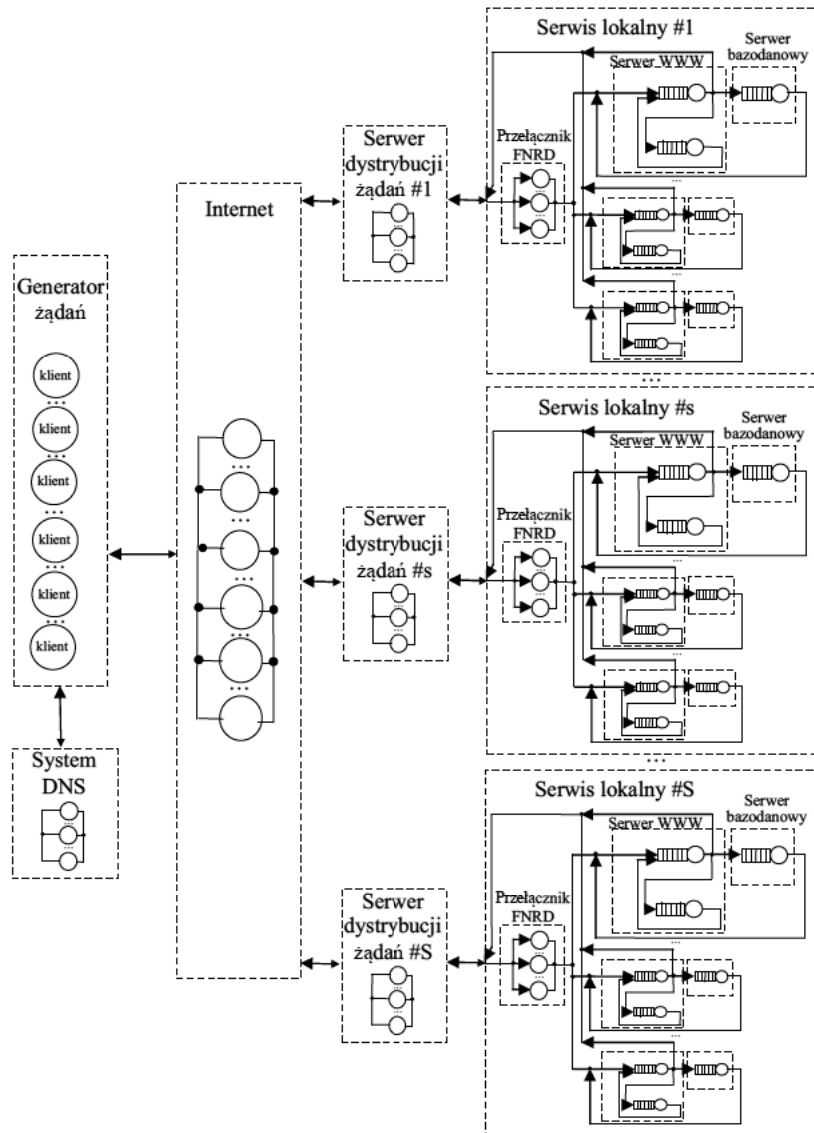 Serwis lokalny #1
Serwer WWW
Serwer
bazodanowy
Przełącznik
FNRD
Serwer
dystrybucji
żądań #1
Internet
Generator
żądań
klient
klient
klient
klient
klient
klient
System
DNS
Serwis lokalny #s
Serwer WWW
Serwer
bazodanowy
Przełącznik
FNRD
Serwer
dystrybucji
żądań #s
Serwis lokalny #S
Serwer WWW
Serwer
bazodanowy
Przełącznik
FNRD
Serwer
dystrybucji
żądań #S